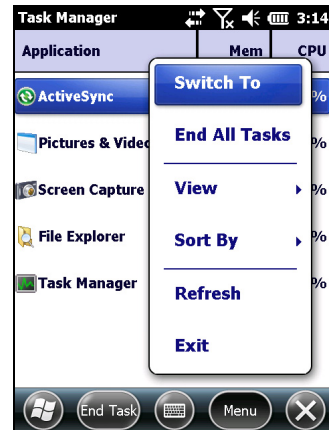 Task Manager 3:14
Application Mem CPU
ActiveSync %
Switch To
Pictures & Videc %
End All Tasks
Screen Capture %
View
File Explorer %
Sort By
Task Manager %
Refresh
Exit
End Task Menu